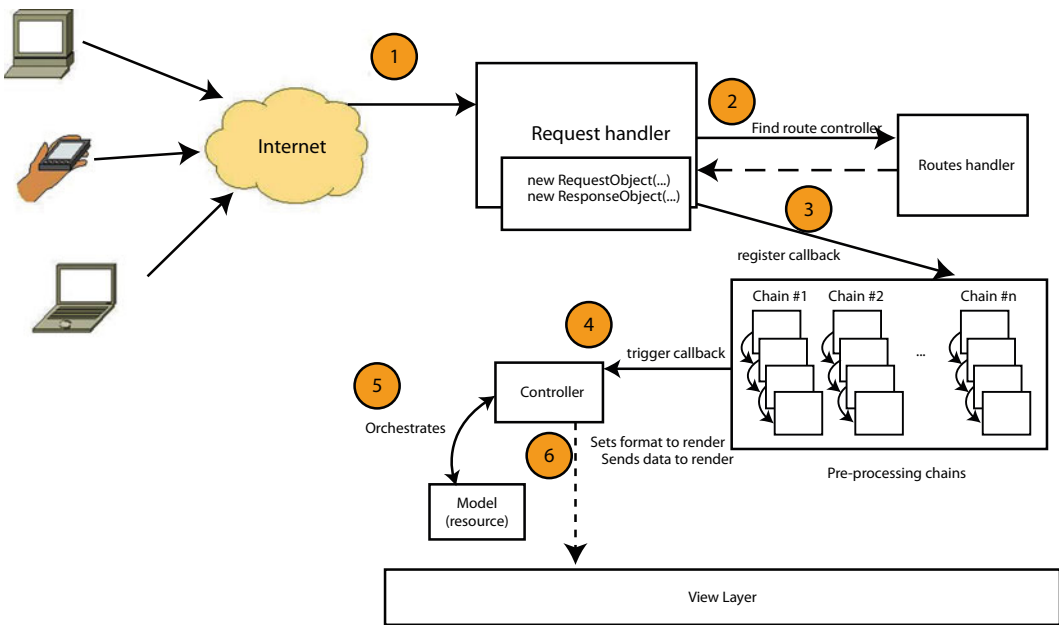 1
2
Internet
Request handler
Find route controller
Routes handler
new RequestObject(...)
new ResponseObject(...)
3
register callback
Chain #1
Chain #2
Chain #n
...
4
trigger callback
5
Controller
Orchestrates
6
Sets format to render
Sends data to render
Pre-processing chains
Model
(resource)
View Layer